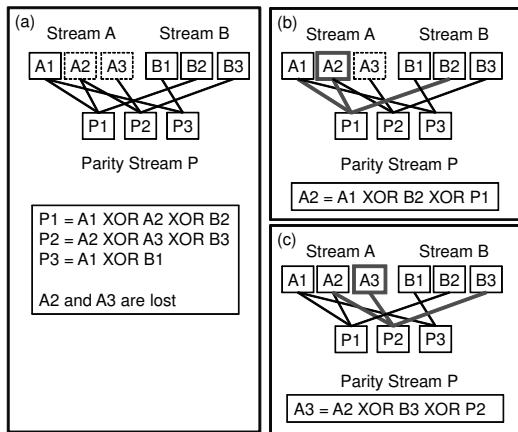 (a)
Stream A Stream B
A1 A2 A3 B1 B2 B3
P1 P2 P3
Parity Stream P
P1 = A1 XOR A2 XOR B2
P2 = A2 XOR A3 XOR B3
P3 = A1 XOR B1
A2 and A3 are lost
(b)
Stream A Stream B
A1 A2 A3 B1 B2 B3
P1 P2 P3
Parity Stream P
A2 = A1 XOR B2 XOR P1
(c)
Stream A Stream B
A1 A2 A3 B1 B2 B3
P1 P2 P3
Parity Stream P
A3 = A2 XOR B3 XOR P2